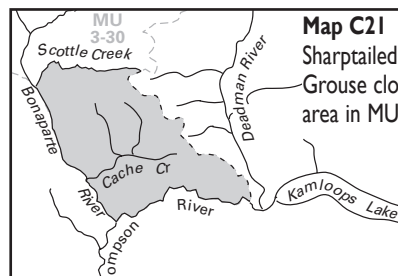 MU
3-30
Map C21
Sharptailed
Grouse clo
area in MU
Scottle Creek
Bonaparte
River
Deadman River
Cache Cr
River
Kamloops Lake
ompson